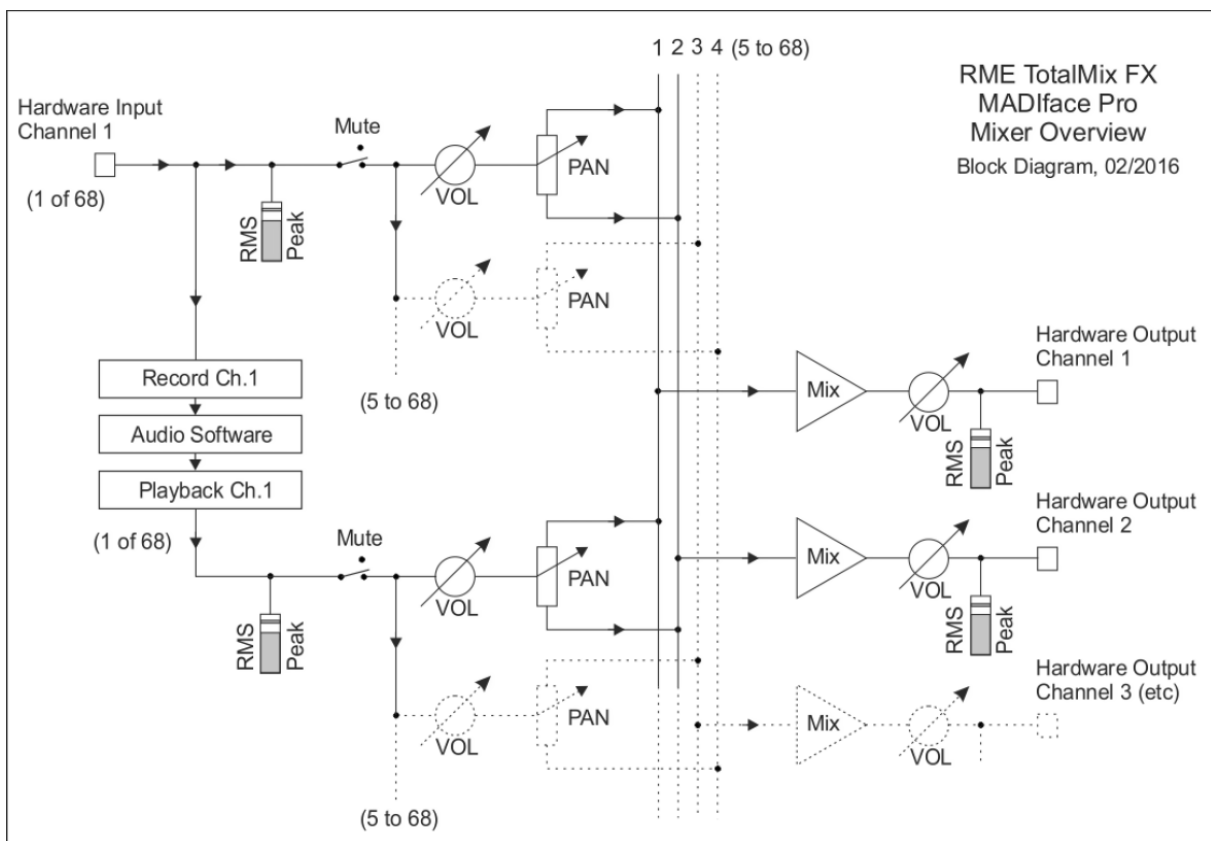 1 2 3 4 (5 to 68)
RME TotalMix FX
MADIface Pro
Mixer Overview
Block Diagram, 02/2016
Hardware Input
Channel 1
(1 of 68)
Mute
VOL
PAN
RMS
Peak
VOL
PAN
(5 to 68)
Record Ch.1
Audio Software
Playback Ch.1
(1 of 68)
Mute
VOL
PAN
RMS
Peak
VOL
PAN
(5 to 68)
Hardware Output
Channel 1
Mix
VOL
RMS
Peak
Hardware Output
Channel 2
Mix
VOL
RMS
Peak
Hardware Output
Channel 3 (etc)
Mix
VOL